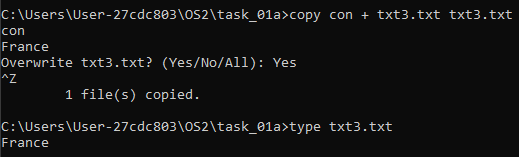 C:\Users\User-27cdc803\OS2\task_01a>copy con + txt3.txt txt3.txt
con
France
Overwrite txt3.txt? (Yes/No/All): Yes
^Z
        1 file(s) copied.
C:\Users\User-27cdc803\OS2\task_01a>type txt3.txt
France